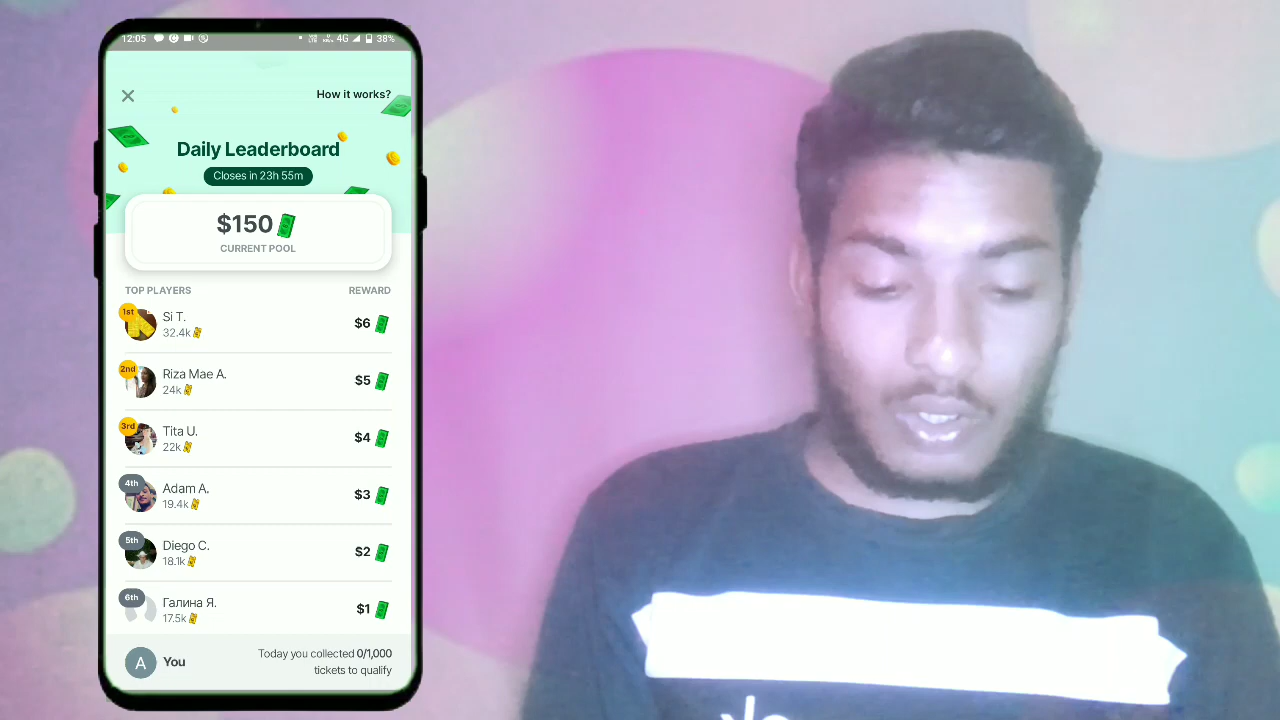 12:05 4G 38%
How it works?
Daily Leaderboard
Closes in 23h 55m
$150
CURRENT POOL
TOP PLAYERS REWARD
1st Si T. $6
32.4k
2nd Riza Mae A. $5
24k
3rd Tita U. $4
22k
4th Adam A. $3
19.4k
5th Diego C. $2
18.1k
6th Галина Я. $1
17.5k
A You Today you collected 0/1,000
tickets to qualify